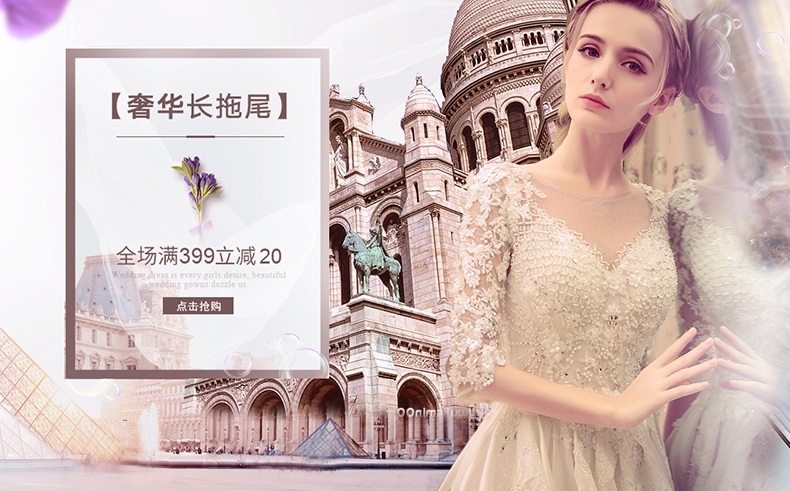 【奢华长拖尾】
全场满399立减20
Wedding dress is every girls desire, beautiful
wedding gowns dazzle us.
点击抢购